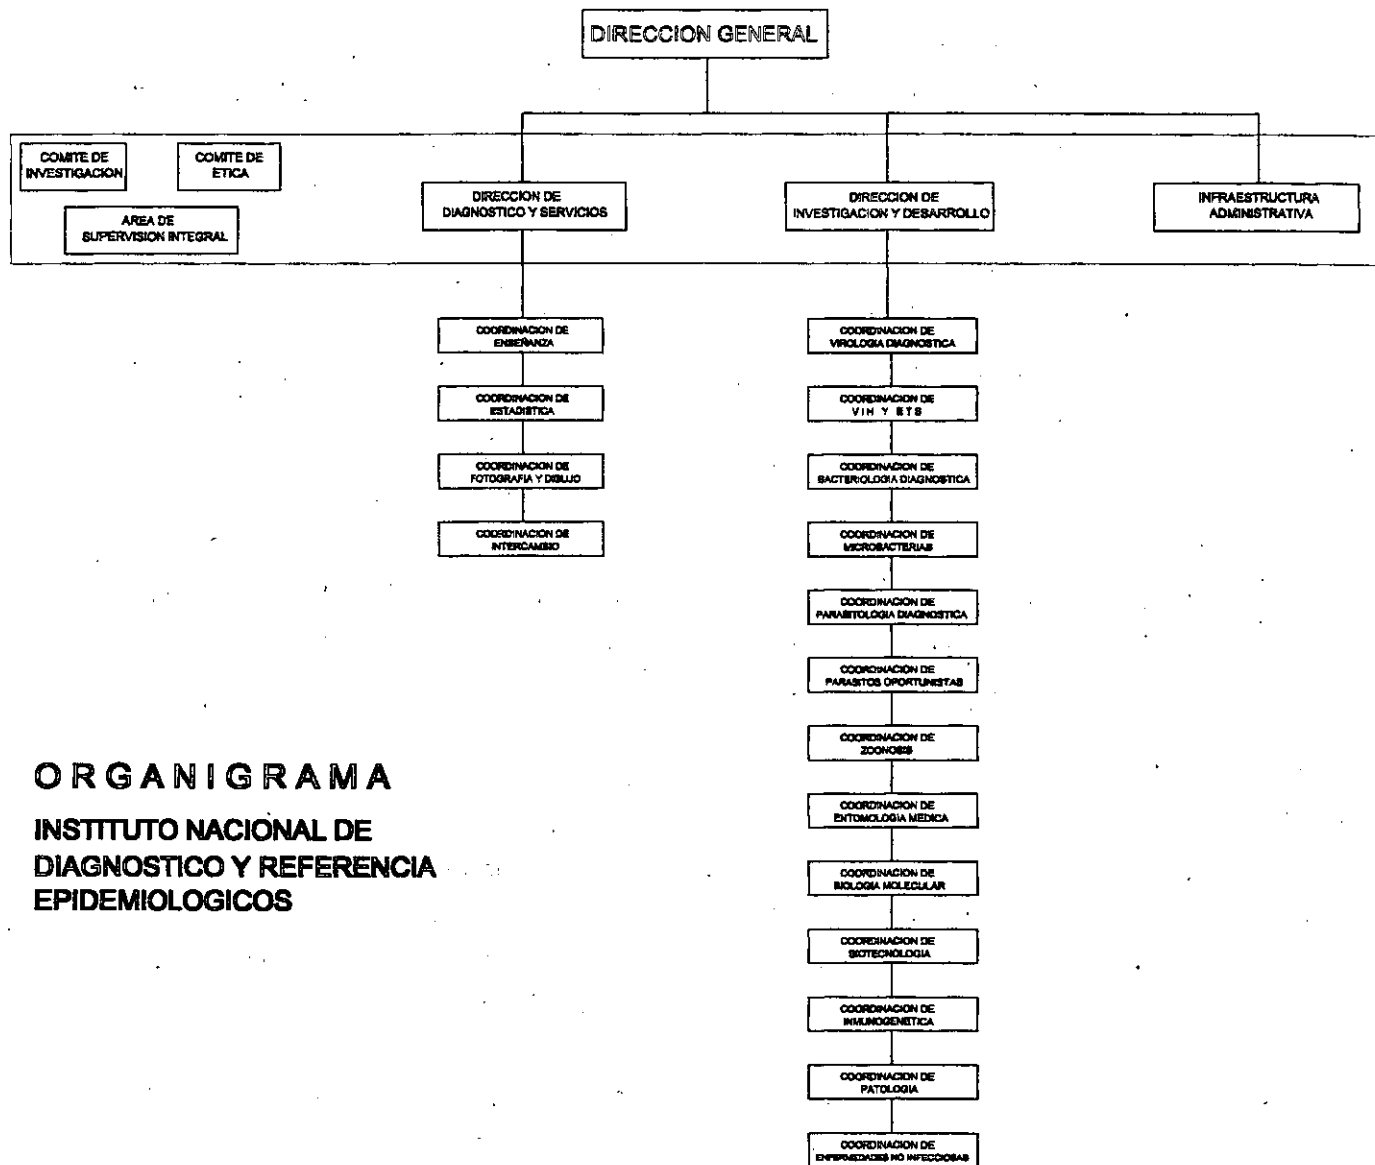 DIRECCION GENERAL
COMITE DE
INVESTIGACION
COMITE DE
ETICA
AREA DE
SUPERVISION INTEGRAL
DIRECCION DE
DIAGNOSTICO Y SERVICIOS
DIRECCION DE
INVESTIGACION Y DESARROLLO
INFRAESTRUCTURA
ADMINISTRATIVA
COORDINACION DE
ENSEÑANZA
COORDINACION DE
ESTADISTICA
COORDINACION DE
FOTOGRAFIA Y DIBUJO
COORDINACION DE
INTERCAMBIO
COORDINACION DE
VIROLOGIA DIAGNOSTICA
COORDINACION DE
VIH Y ETS
COORDINACION DE
BACTERIOLOGIA DIAGNOSTICA
COORDINACION DE
MICROBACTERIAS
COORDINACION DE
PARASITOLOGIA DIAGNOSTICA
COORDINACION DE
PARASITOS OPORTUNISTAS
COORDINACION DE
ZOONOSIS
COORDINACION DE
ENTOMOLOGIA MEDICA
COORDINACION DE
BIOLOGIA MOLECULAR
COORDINACION DE
BIOTECNOLOGIA
COORDINACION DE
INMUNOGENETICA
COORDINACION DE
PATOLOGIA
COORDINACION DE
ENFERMEDADES NO INFECCIOSAS
ORGANIGRAMA
INSTITUTO NACIONAL DE
DIAGNOSTICO Y REFERENCIA
EPIDEMIOLOGICOS